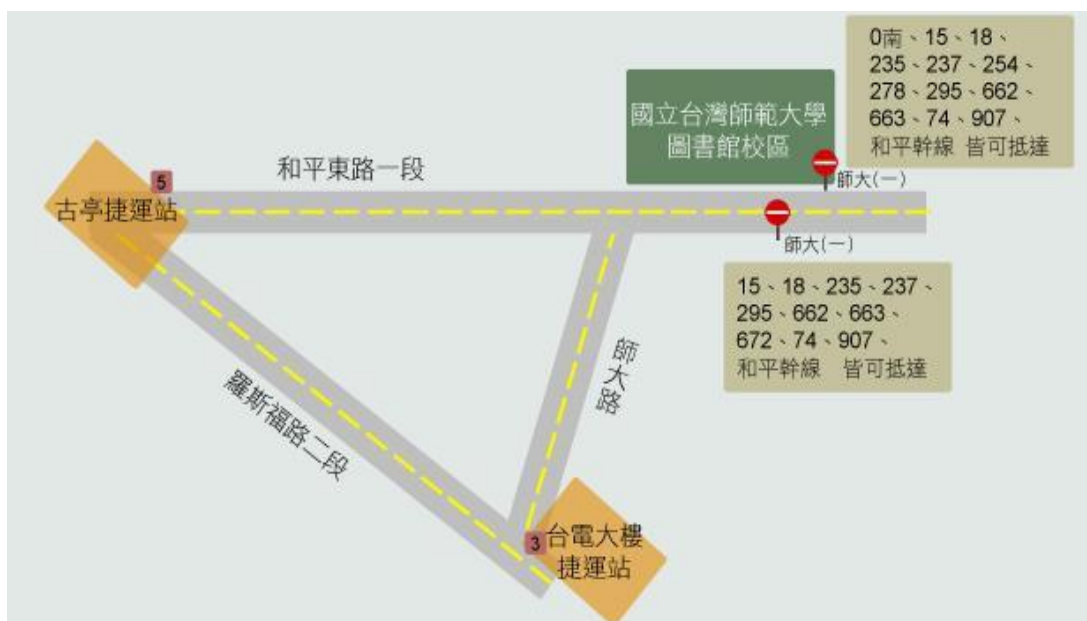 0南、15、18、
235、237、254、
278、295、662、
663、74、907、
和平幹線 皆可抵達
國立台灣師範大學
圖書館校區
師大(一)
和平東路一段
5
古亭捷運站
師大(一)
15、18、235、237、
295、662、663、
672、74、907、
和平幹線 皆可抵達
師大路
羅斯福路二段
3
台電大樓
捷運站